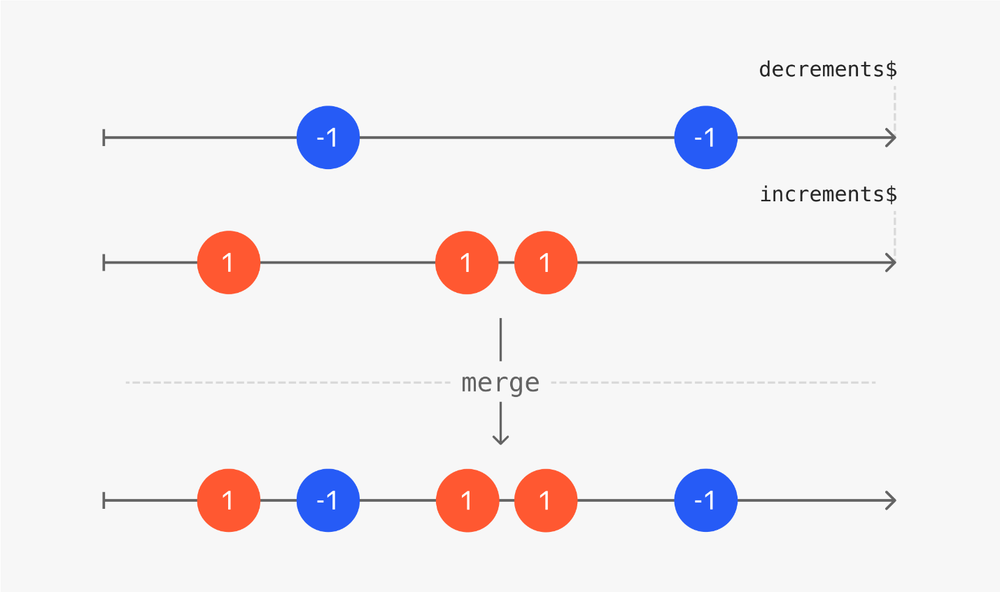 decrements$
-1 -1
increments$
1 1 1
merge
1 -1 1 1 -1